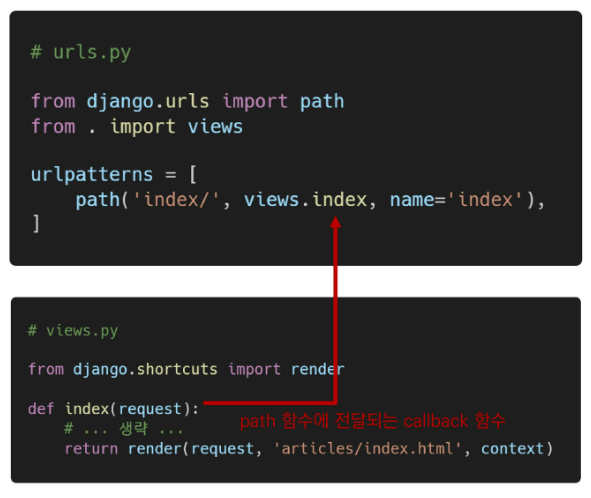 # urls.py
from django.urls import path
from . import views
urlpatterns = [
    path('index/', views.index, name='index'),
]
# views.py
from django.shortcuts import render
def index(request):
path 함수에 전달되는 callback 함수
    # ... 생략 ...
    return render(request, 'articles/index.html', context)